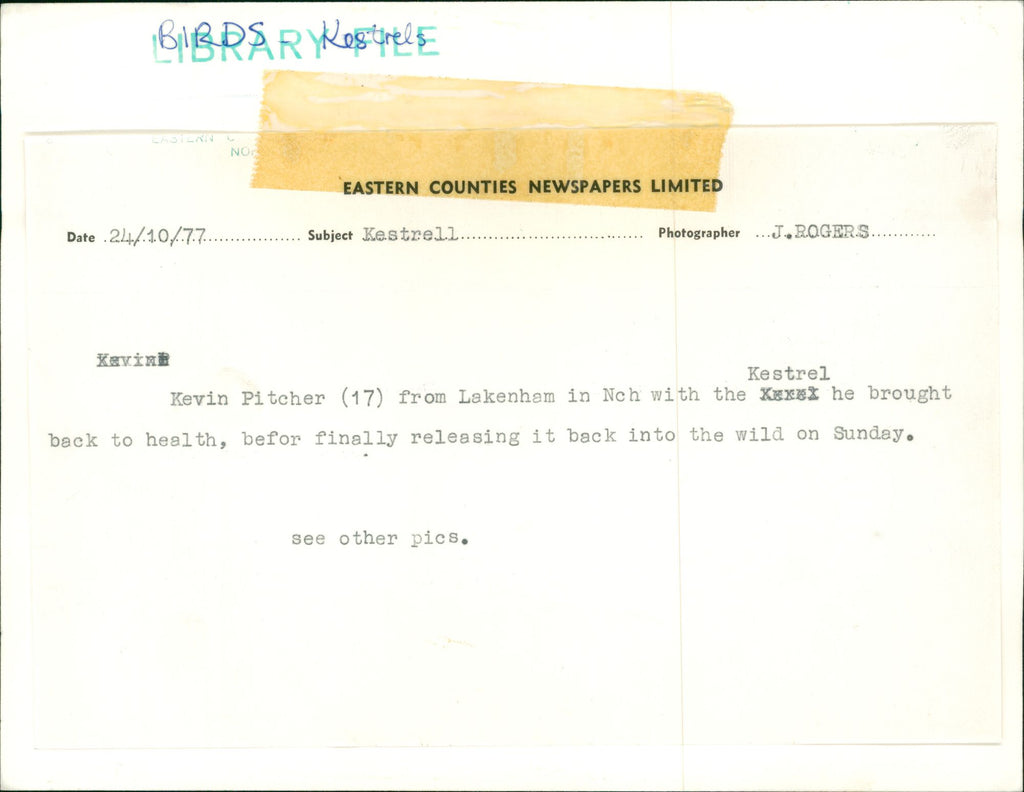 BIRDS - Kestrels
LIBRARY FILE
EASTERN C
NO
EASTERN COUNTIES NEWSPAPERS LIMITED
Date 24/10/77 Subject Kestrell Photographer J.ROGERS
Kevin
Kestrel
Kevin Pitcher (17) from Lakenham in Nch with the he brought
back to health, befor finally releasing it back into the wild on Sunday.
see other pics.